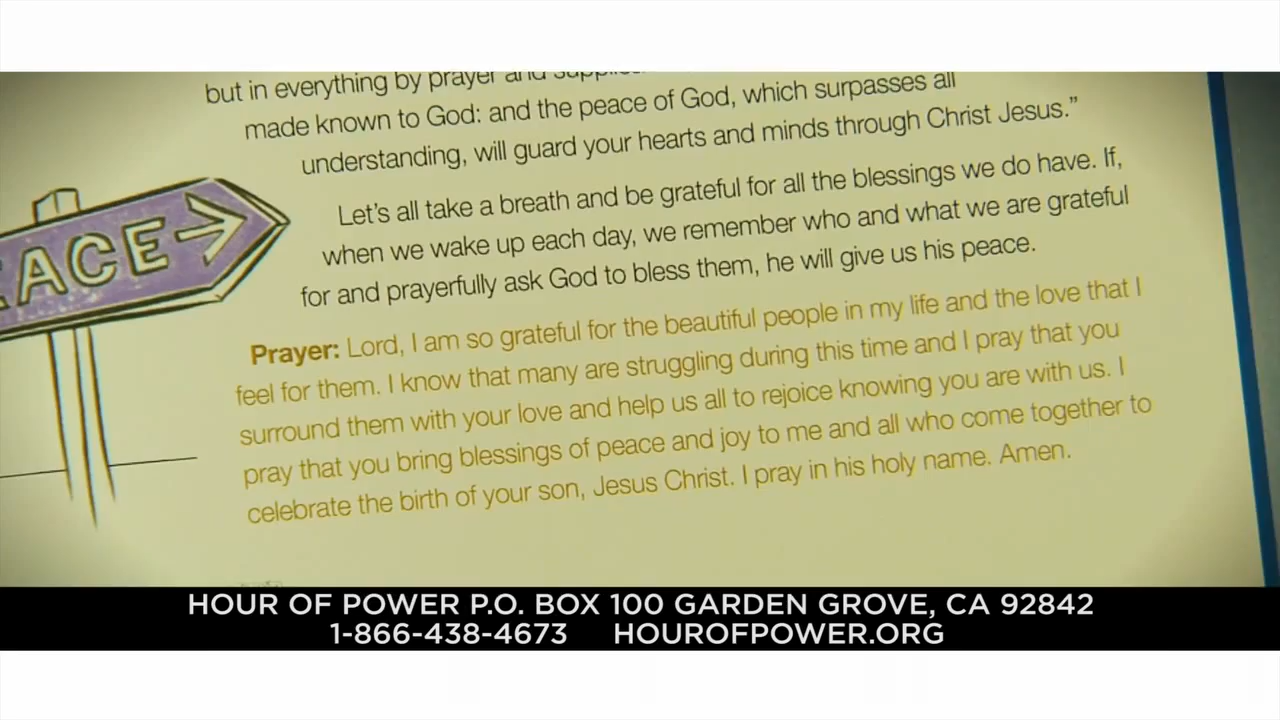 but in everything by prayer and
made known to God: and the peace of God, which surpasses all
understanding, will guard your hearts and minds through Christ Jesus.”
Let’s all take a breath and be grateful for all the blessings we do have. If,
when we wake up each day, we remember who and what we are grateful
for and prayerfully ask God to bless them, he will give us his peace.
ACE
Prayer: Lord, I am so grateful for the beautiful people in my life and the love that I
feel for them. I know that many are struggling during this time and I pray that you
surround them with your love and help us all to rejoice knowing you are with us. I
pray that you bring blessings of peace and joy to me and all who come together to
celebrate the birth of your son, Jesus Christ. I pray in his holy name. Amen.
HOUR OF POWER P.O. BOX 100 GARDEN GROVE, CA 92842
1-866-438-4673 HOUROFPOWER.ORG